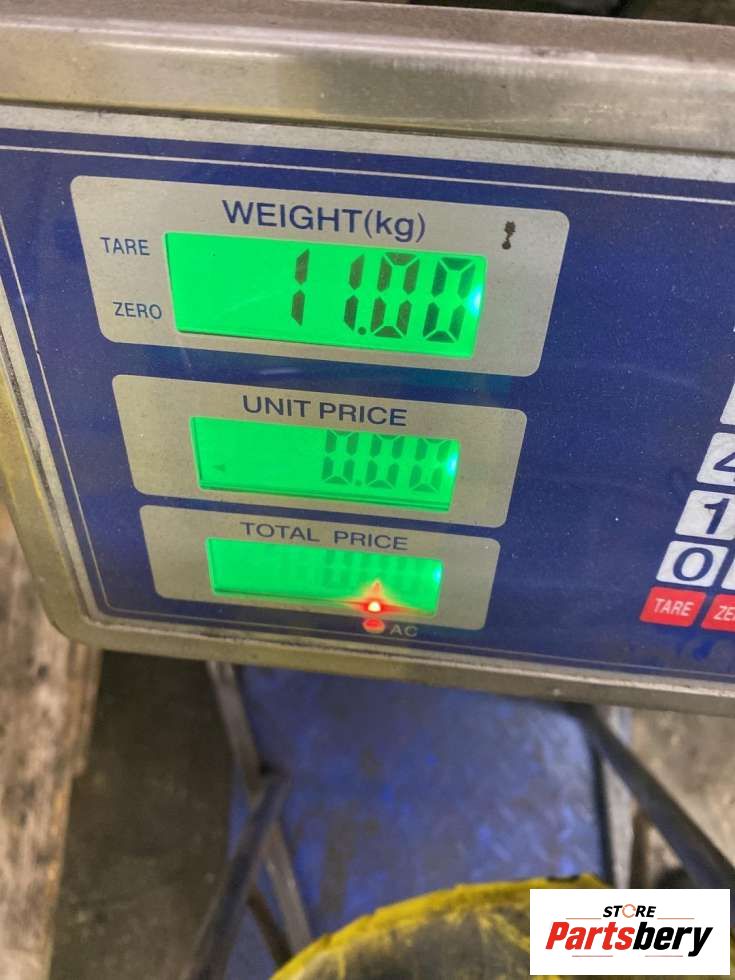 WEIGHT(kg)
TARE
11.00
ZERO
UNIT PRICE
0.00
TOTAL PRICE
AC
4
1
0
TARE
STORE
Partsbery